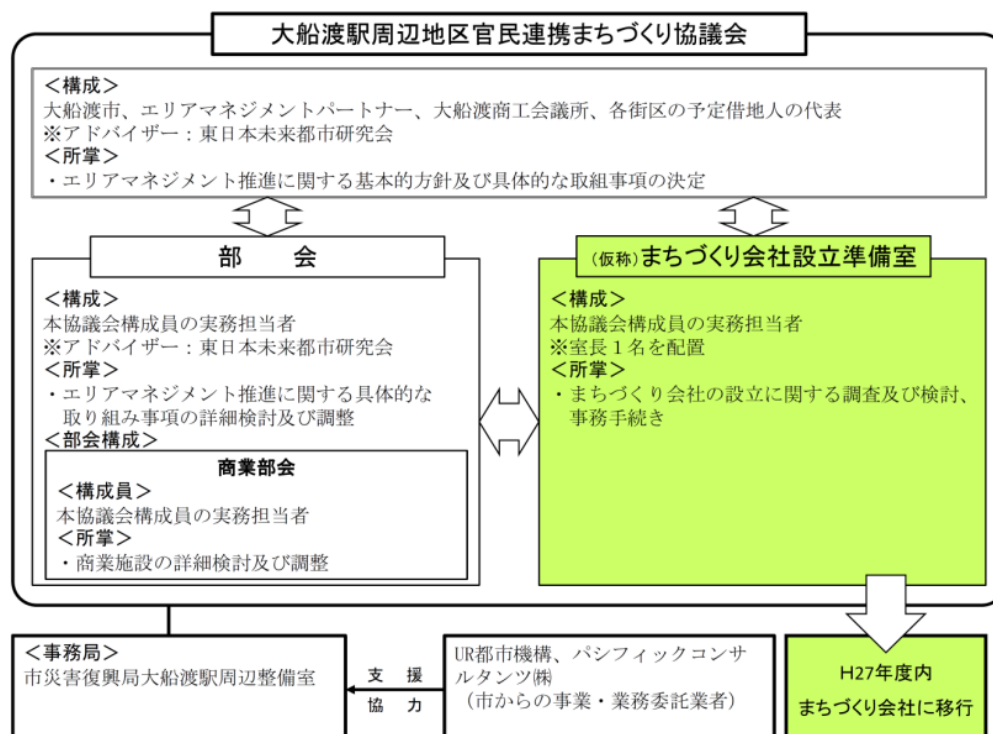 大船渡駅周辺地区官民連携まちづくり協議会
＜構成＞
大船渡市、エリアマネジメントパートナー、大船渡商工会議所、各街区の予定借地人の代表
※アドバイザー：東日本未来都市研究会
＜所掌＞
・エリアマネジメント推進に関する基本的方針及び具体的な取組事項の決定
部　会
＜構成＞
本協議会構成員の実務担当者
※アドバイザー：東日本未来都市研究会
＜所掌＞
・エリアマネジメント推進に関する具体的な
取り組み事項の詳細検討及び調整
＜部会構成＞
商業部会
＜構成員＞
本協議会構成員の実務担当者
＜所掌＞
・商業施設の詳細検討及び調整
(仮称)まちづくり会社設立準備室
＜構成＞
本協議会構成員の実務担当者
※室長１名を配置
＜所掌＞
・まちづくり会社の設立に関する調査及び検討、
事務手続き
＜事務局＞
市災害復興局大船渡駅周辺整備室
支　援
協　力
UR都市機構、パシフィックコンサ
ルタンツ㈱
（市からの事業・業務委託業者）
H27年度内
まちづくり会社に移行